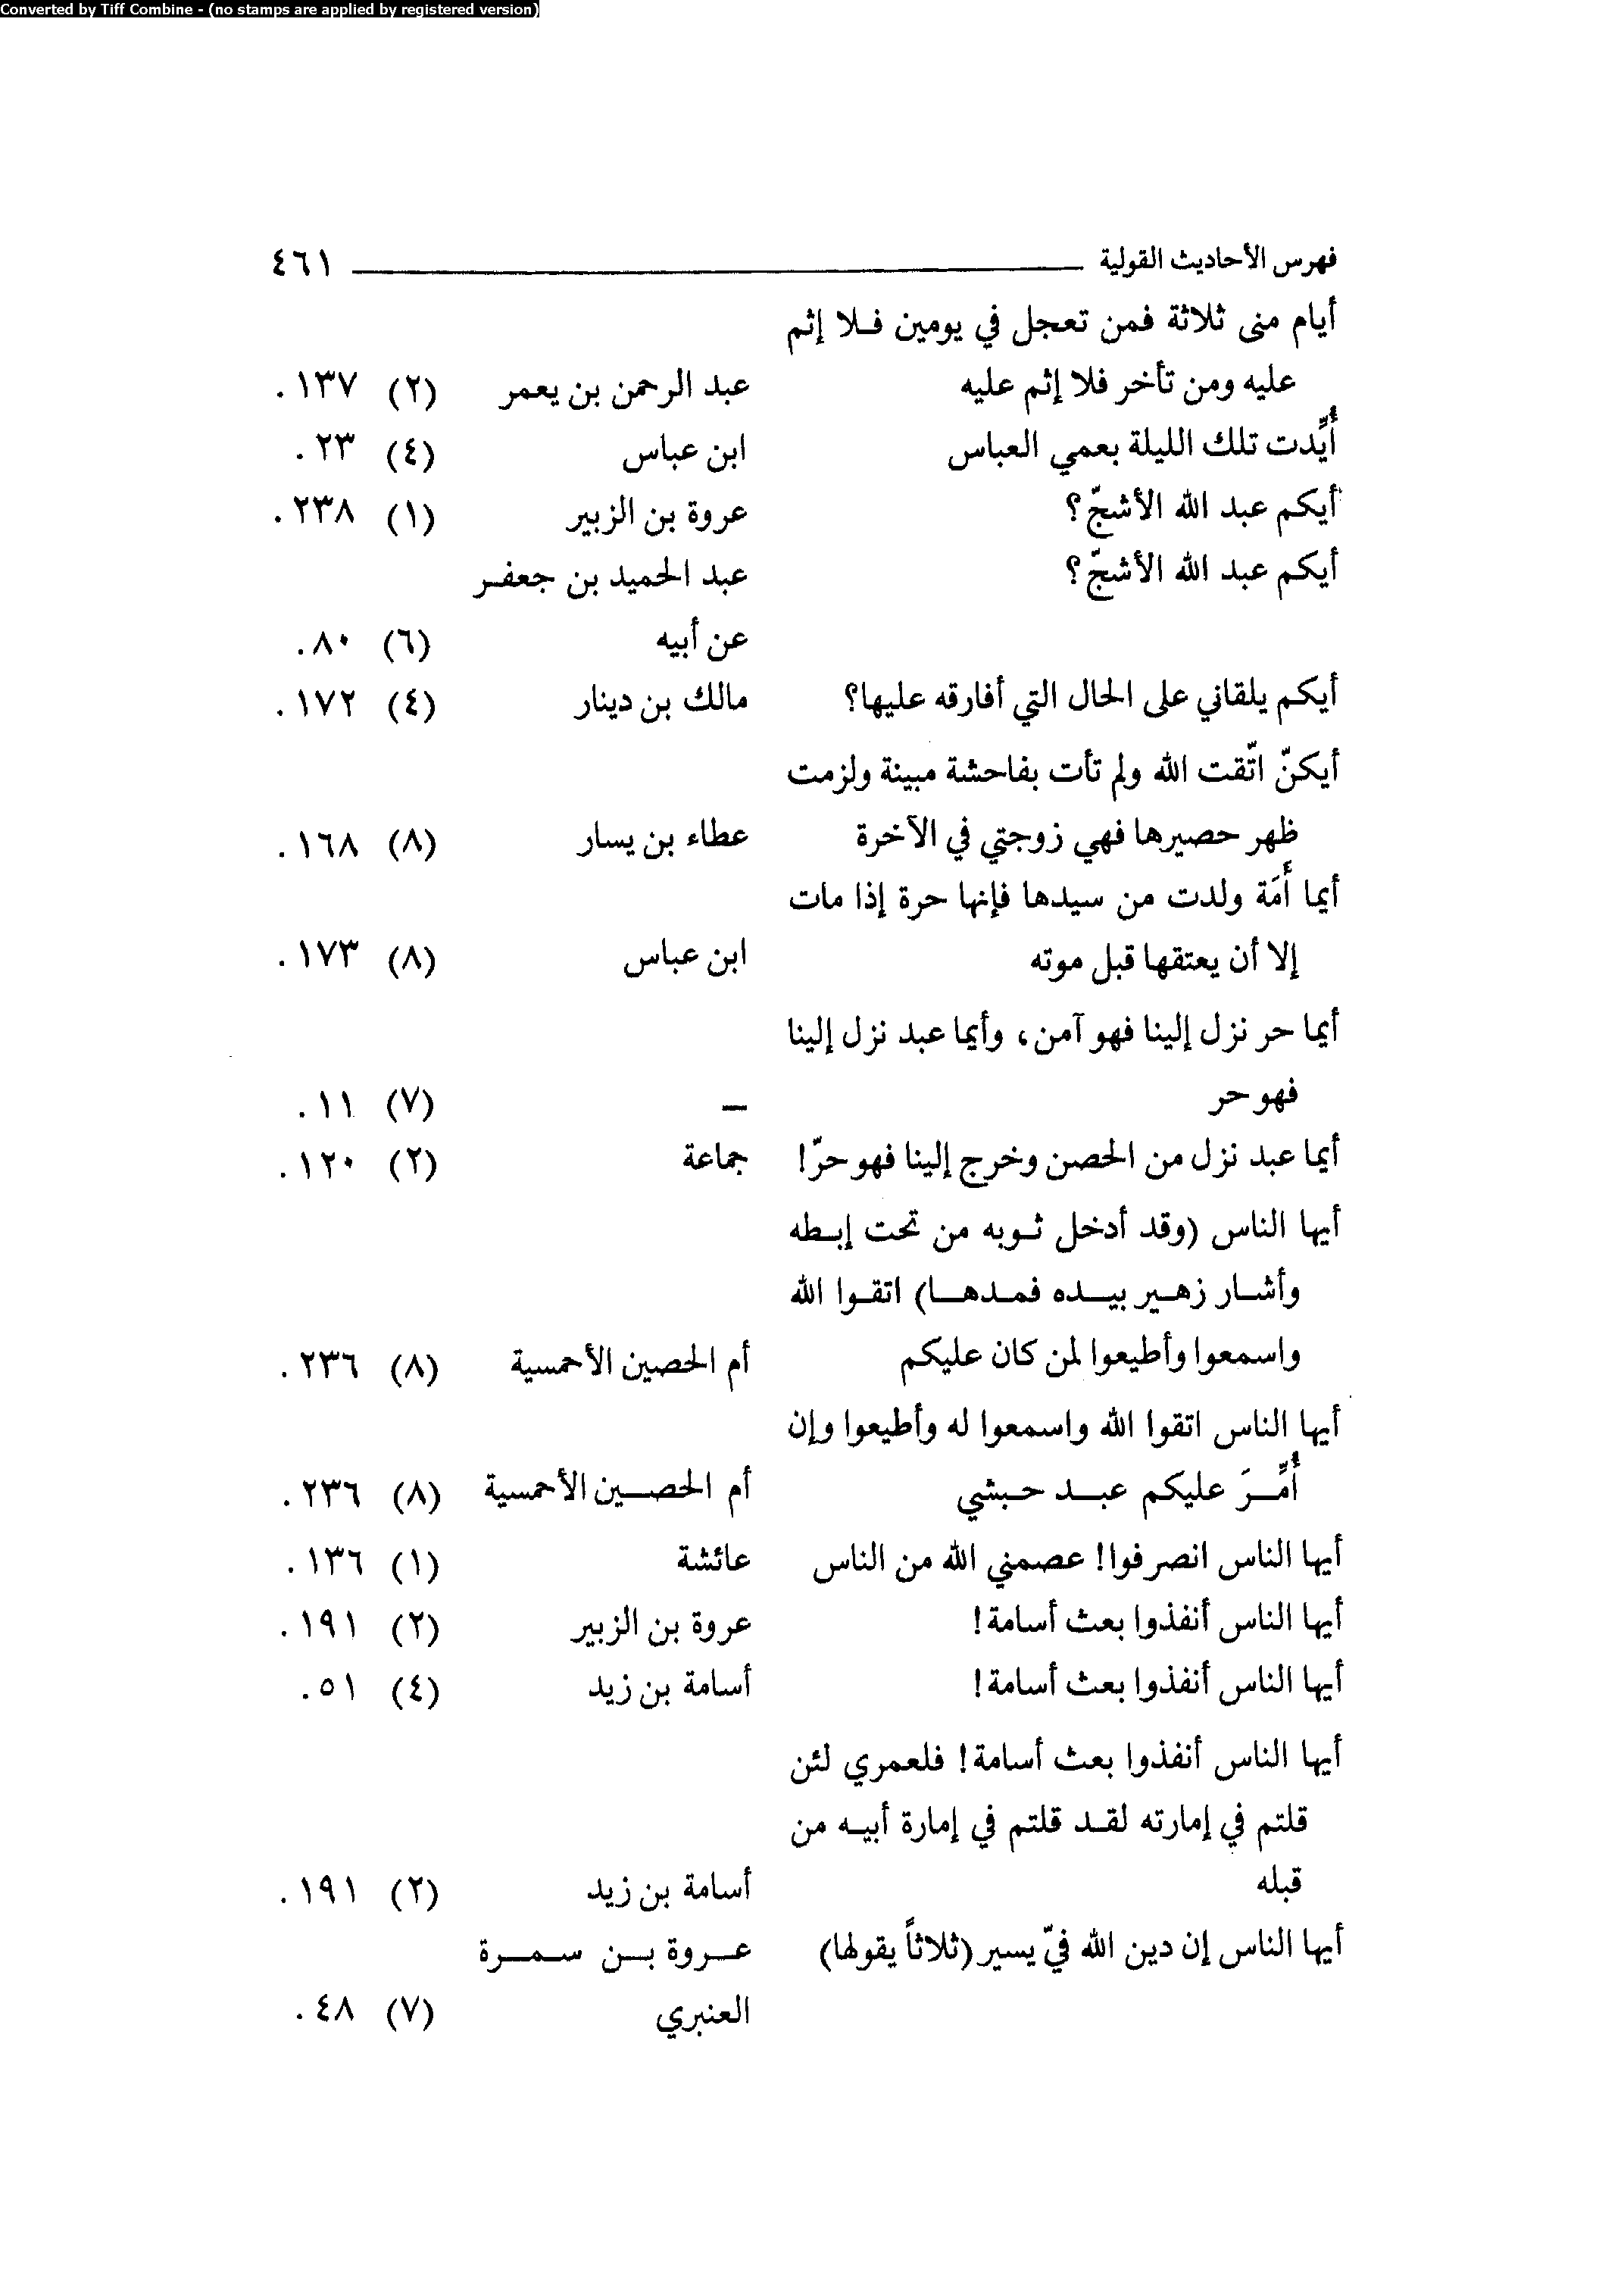 Converted by Tiff Combine - (no stamps are applied by registered version)
فهرس الأحاديث القولية ٤٦١
أيام منى ثلاثة فمن تعجل في يومين فلا إثم
عليه ومن تأخر فلا إثم عليه عبد الرحمن بن يعمر (٢) ١٣٧ .
أُيِّدت تلك الليلة بعمي العباس ابن عباس (٤) ٢٣ .
أيكم عبد الله الأشجّ؟ عروة بن الزبير (١) ٢٣٨ .
أيكم عبد الله الأشجّ؟ عبد الحميد بن جعفر
عن أبيه (٦) ٨٠ .
أيكم يلقاني على الحال التي أفارقه عليها؟ مالك بن دينار (٤) ١٧٢ .
أيكنّ اتّقت الله ولم تأت بفاحشة مبينة ولزمت
ظهر حصيرها فهي زوجتي في الآخرة عطاء بن يسار (٨) ١٦٨ .
أيما أَمَة ولدت من سيدها فإنها حرة إذا مات
إلا أن يعتقها قبل موته ابن عباس (٨) ١٧٣ .
أيما حر نزل إلينا فهو آمن، وأيما عبد نزل إلينا
فهو حر – (٧) ١١ .
أيما عبد نزل من الحصن وخرج إلينا فهو حرّ! جماعة (٢) ١٢٠ .
أيها الناس (وقد أدخل ثوبه من تحت إبطه
وأشار زهير بيده فمدها) اتقوا الله
واسمعوا وأطيعوا لمن كان عليكم أم الحصين الأحمسية (٨) ٢٣٦ .
أيها الناس اتقوا الله واسمعوا له وأطيعوا وإن
أُمِّرَ عليكم عبد حبشي أم الحصين الأحمسية (٨) ٢٣٦ .
أيها الناس انصرفوا! عصمني الله من الناس عائشة (١) ١٣٦ .
أيها الناس أنفذوا بعث أسامة! عروة بن الزبير (٢) ١٩١ .
أيها الناس أنفذوا بعث أسامة! أسامة بن زيد (٤) ٥١ .
أيها الناس أنفذوا بعث أسامة! فلعمري لئن
قلتم في إمارته لقد قلتم في إمارة أبيه من
قبله أسامة بن زيد (٢) ١٩١ .
أيها الناس إن دين الله فيّ يسير (ثلاثاً يقولها) عروة بن سمرة
العنبري (٧) ٤٨ .